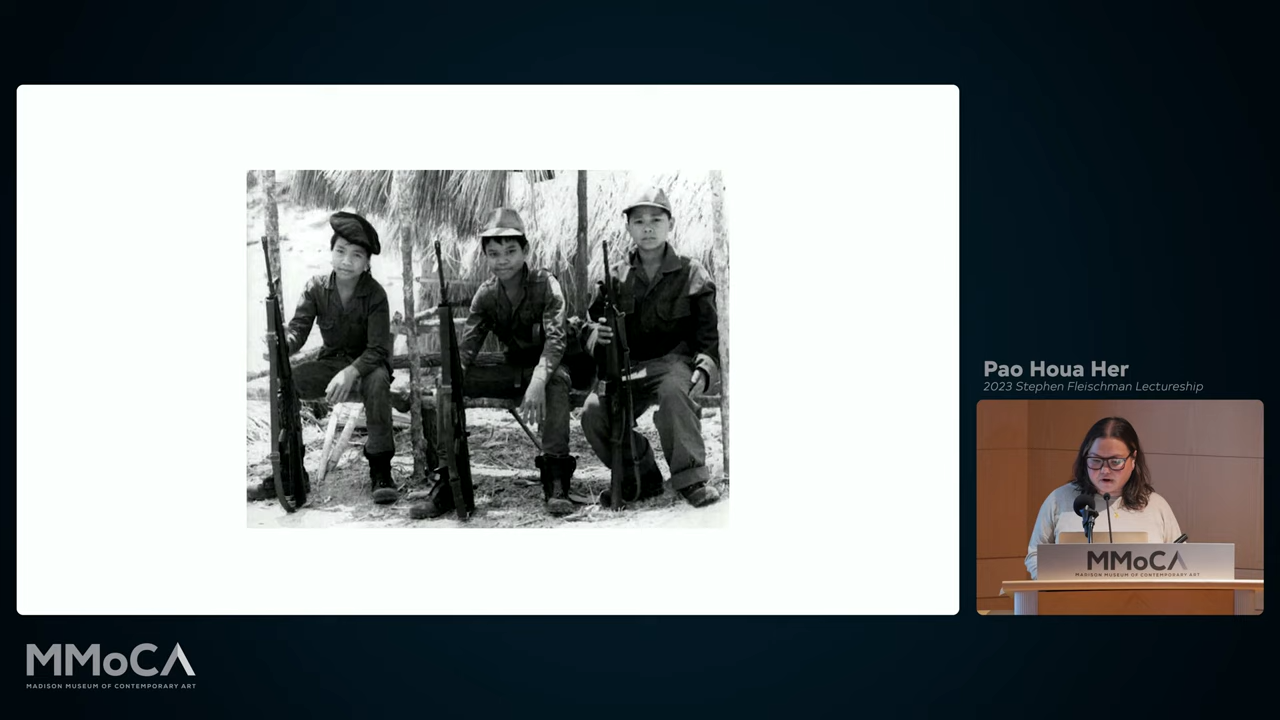 Pao Houa Her
2023 Stephen Fleischman Lectureship
MMoCA
MADISON MUSEUM OF CONTEMPORARY ART
MMoCA
MADISON MUSEUM OF CONTEMPORARY ART